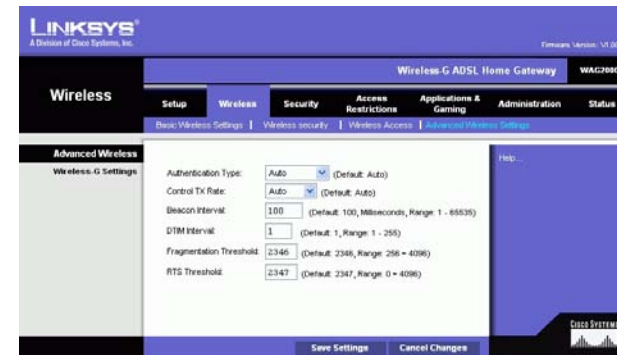 LINKSYS®
A Division of Cisco Systems, Inc.
Firmware Version: V1.00
Wireless-G ADSL Home Gateway
WAG200G
Wireless
Setup
Wireless
Security
Access Restrictions
Applications & Gaming
Administration
Status
Basic Wireless Settings | Wireless security | Wireless Access | Advanced Wireless Settings
Advanced Wireless
Wireless-G Settings
Help...
Authentication Type: Auto (Default: Auto)
Control TX Rate: Auto (Default: Auto)
Beacon Interval: 100 (Default: 100, Milliseconds, Range: 1 - 65535)
DTIM Interval: 1 (Default: 1, Range: 1 - 255)
Fragmentation Threshold: 2346 (Default: 2346, Range: 256 ~ 4096)
RTS Threshold: 2347 (Default: 2347, Range: 0 ~ 4096)
Save Settings
Cancel Changes
CISCO SYSTEMS